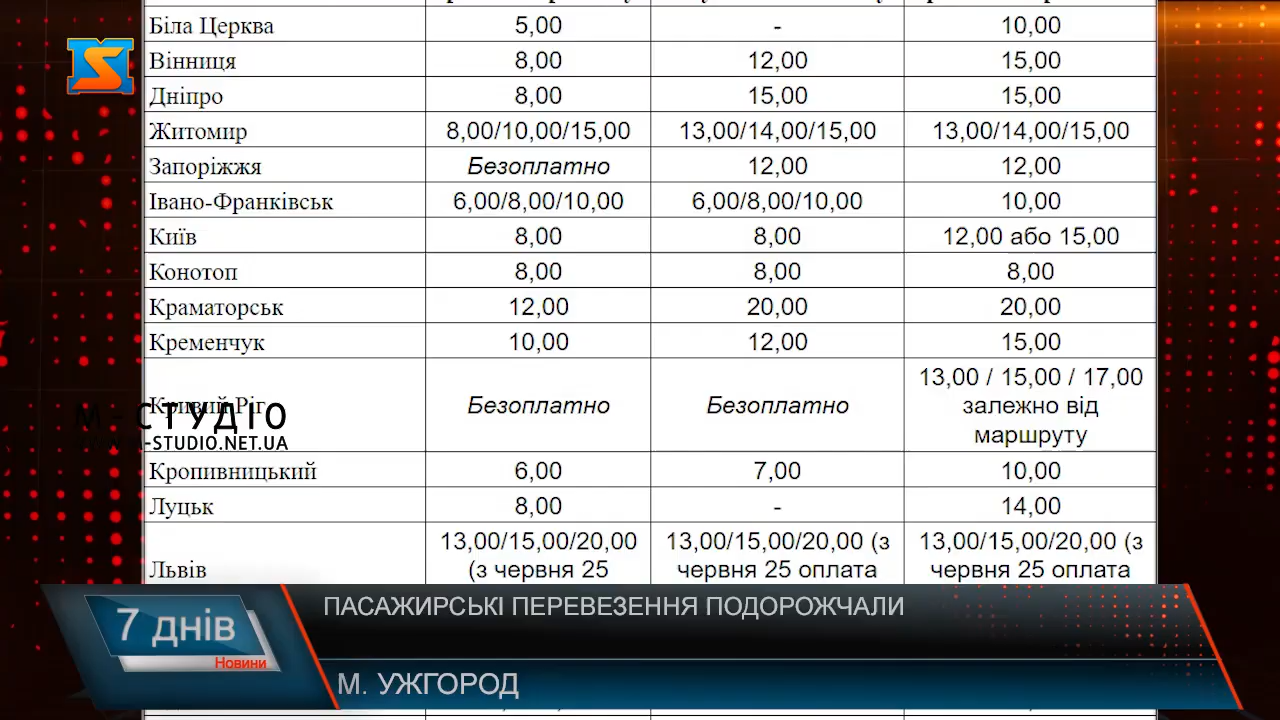 Біла Церква 5,00 - 10,00
Вінниця 8,00 12,00 15,00
Дніпро 8,00 15,00 15,00
Житомир 8,00/10,00/15,00 13,00/14,00/15,00 13,00/14,00/15,00
Запоріжжя Безоплатно 12,00 12,00
Івано-Франківськ 6,00/8,00/10,00 6,00/8,00/10,00 10,00
Київ 8,00 8,00 12,00 або 15,00
Конотоп 8,00 8,00 8,00
Краматорськ 12,00 20,00 20,00
Кременчук 10,00 12,00 15,00
13,00 / 15,00 / 17,00
Кривий Ріг Безоплатно Безоплатно залежно від
маршруту
М - СТУДІО
WWW.M-STUDIO.NET.UA
Кропивницький 6,00 7,00 10,00
Луцьк 8,00 - 14,00
13,00/15,00/20,00 13,00/15,00/20,00 (з 13,00/15,00/20,00 (з
Львів (з червня 25 червня 25 оплата червня 25 оплата
7 днів
Новини
ПАСАЖИРСЬКІ ПЕРЕВЕЗЕННЯ ПОДОРОЖЧАЛИ
М. УЖГОРОД